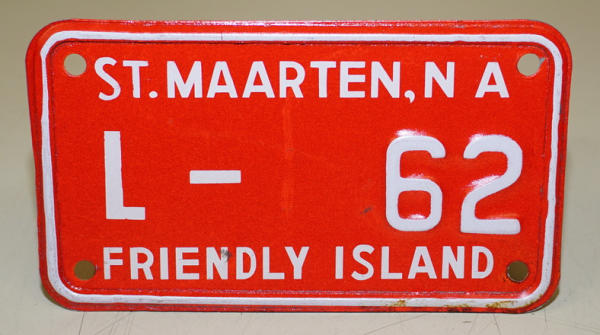 ST. MAARTEN, N A
L - 62
FRIENDLY ISLAND